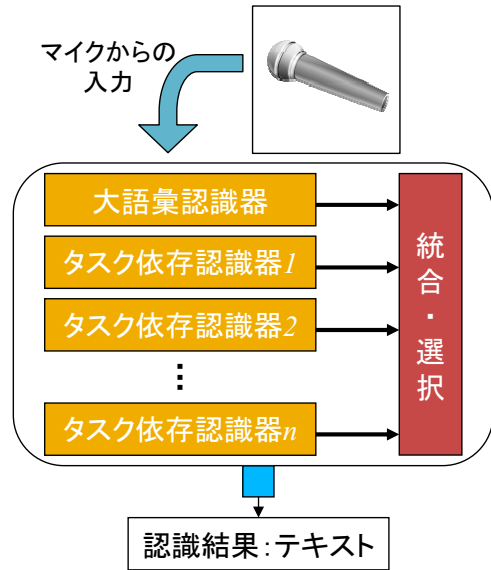 マイクからの
入力
大語彙認識器
タスク依存認識器1
タスク依存認識器2
⋮
タスク依存認識器n
統合・選択
認識結果：テキスト